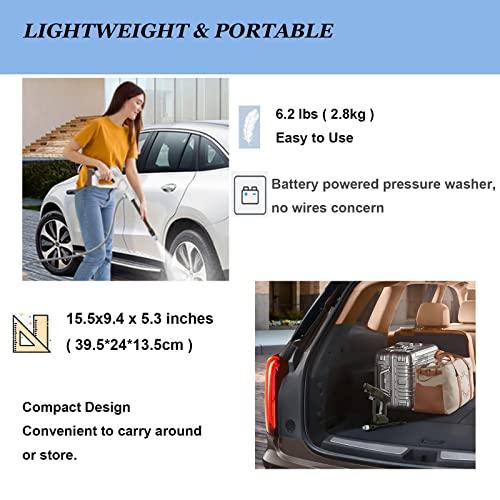 LIGHTWEIGHT & PORTABLE
6.2 lbs ( 2.8kg )
Easy to Use
Battery powered pressure washer,
no wires concern
15.5x9.4 x 5.3 inches
( 39.5*24*13.5cm )
Compact Design
Convenient to carry around
or store.